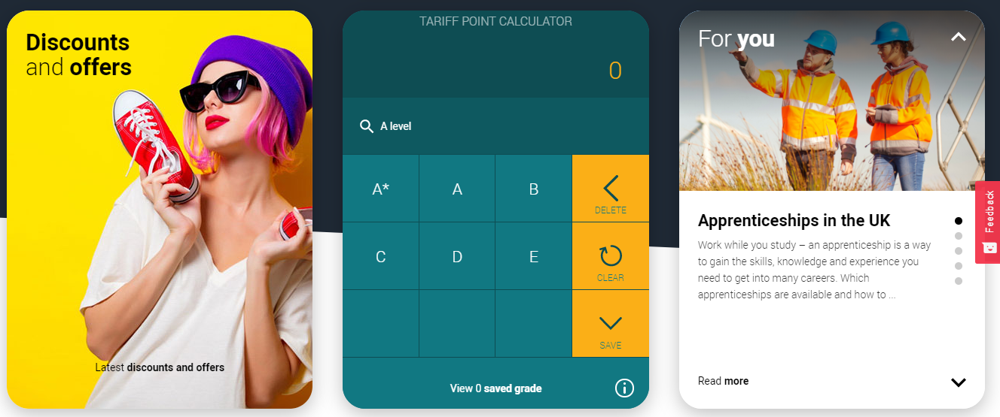 Discounts
and offers
Latest discounts and offers
TARIFF POINT CALCULATOR
0
A level
A*
A
B
DELETE
C
D
E
CLEAR
SAVE
View 0 saved grade
For you
Apprenticeships in the UK
Work while you study – an apprenticeship is a way
to gain the skills, knowledge and experience you
need to get into many careers. Which
apprenticeships are available and how to ...
Read more
Feedback